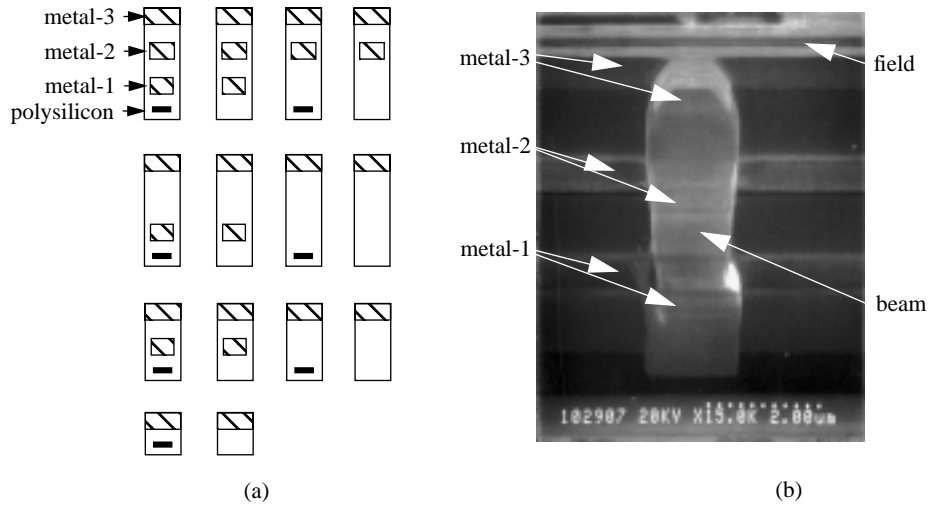 metal-3
metal-2
metal-1
polysilicon
(a)
metal-3
metal-2
metal-1
field
beam
102907 20KV X15.0K 2.00um
(b)